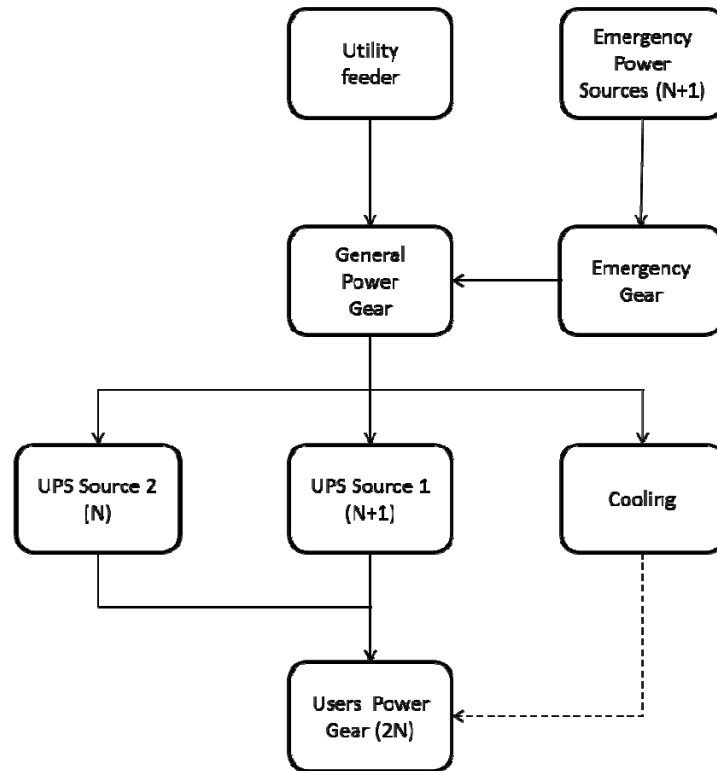 Utility
feeder
Emergency
Power
Sources (N+1)
General
Power
Gear
Emergency
Gear
UPS Source 2
(N)
UPS Source 1
(N+1)
Cooling
Users Power
Gear (2N)